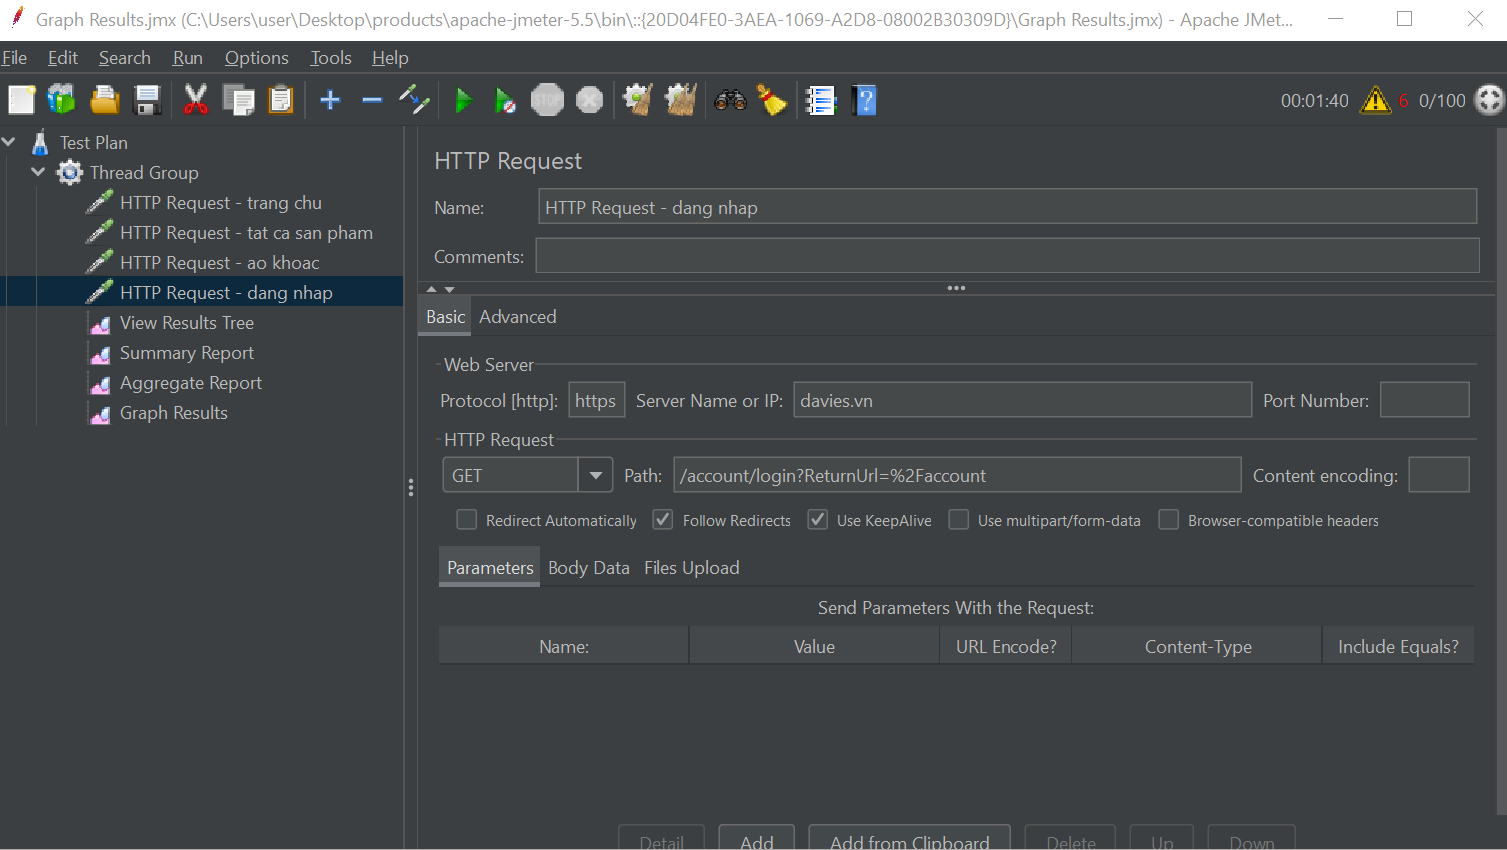 Graph Results.jmx (C:\Users\user\Desktop\products\apache-jmeter-5.5\bin\::{20D04FE0-3AEA-1069-A2D8-08002B30309D}\Graph Results.jmx) - Apache JMet...
File Edit Search Run Options Tools Help
STOP ? 00:01:40 6 0/100
Test Plan
Thread Group
HTTP Request - trang chu
HTTP Request - tat ca san pham
HTTP Request - ao khoac
HTTP Request - dang nhap
View Results Tree
Summary Report
Aggregate Report
Graph Results
HTTP Request
Name: HTTP Request - dang nhap
Comments:
Basic Advanced
Web Server
Protocol [http]: https Server Name or IP: davies.vn Port Number:
HTTP Request
GET Path: /account/login?ReturnUrl=%2Faccount Content encoding:
Redirect Automatically Follow Redirects Use KeepAlive Use multipart/form-data Browser-compatible headers
Parameters Body Data Files Upload
Send Parameters With the Request:
Name: Value URL Encode? Content-Type Include Equals?
Detail Add Add from Clipboard Delete Up Down